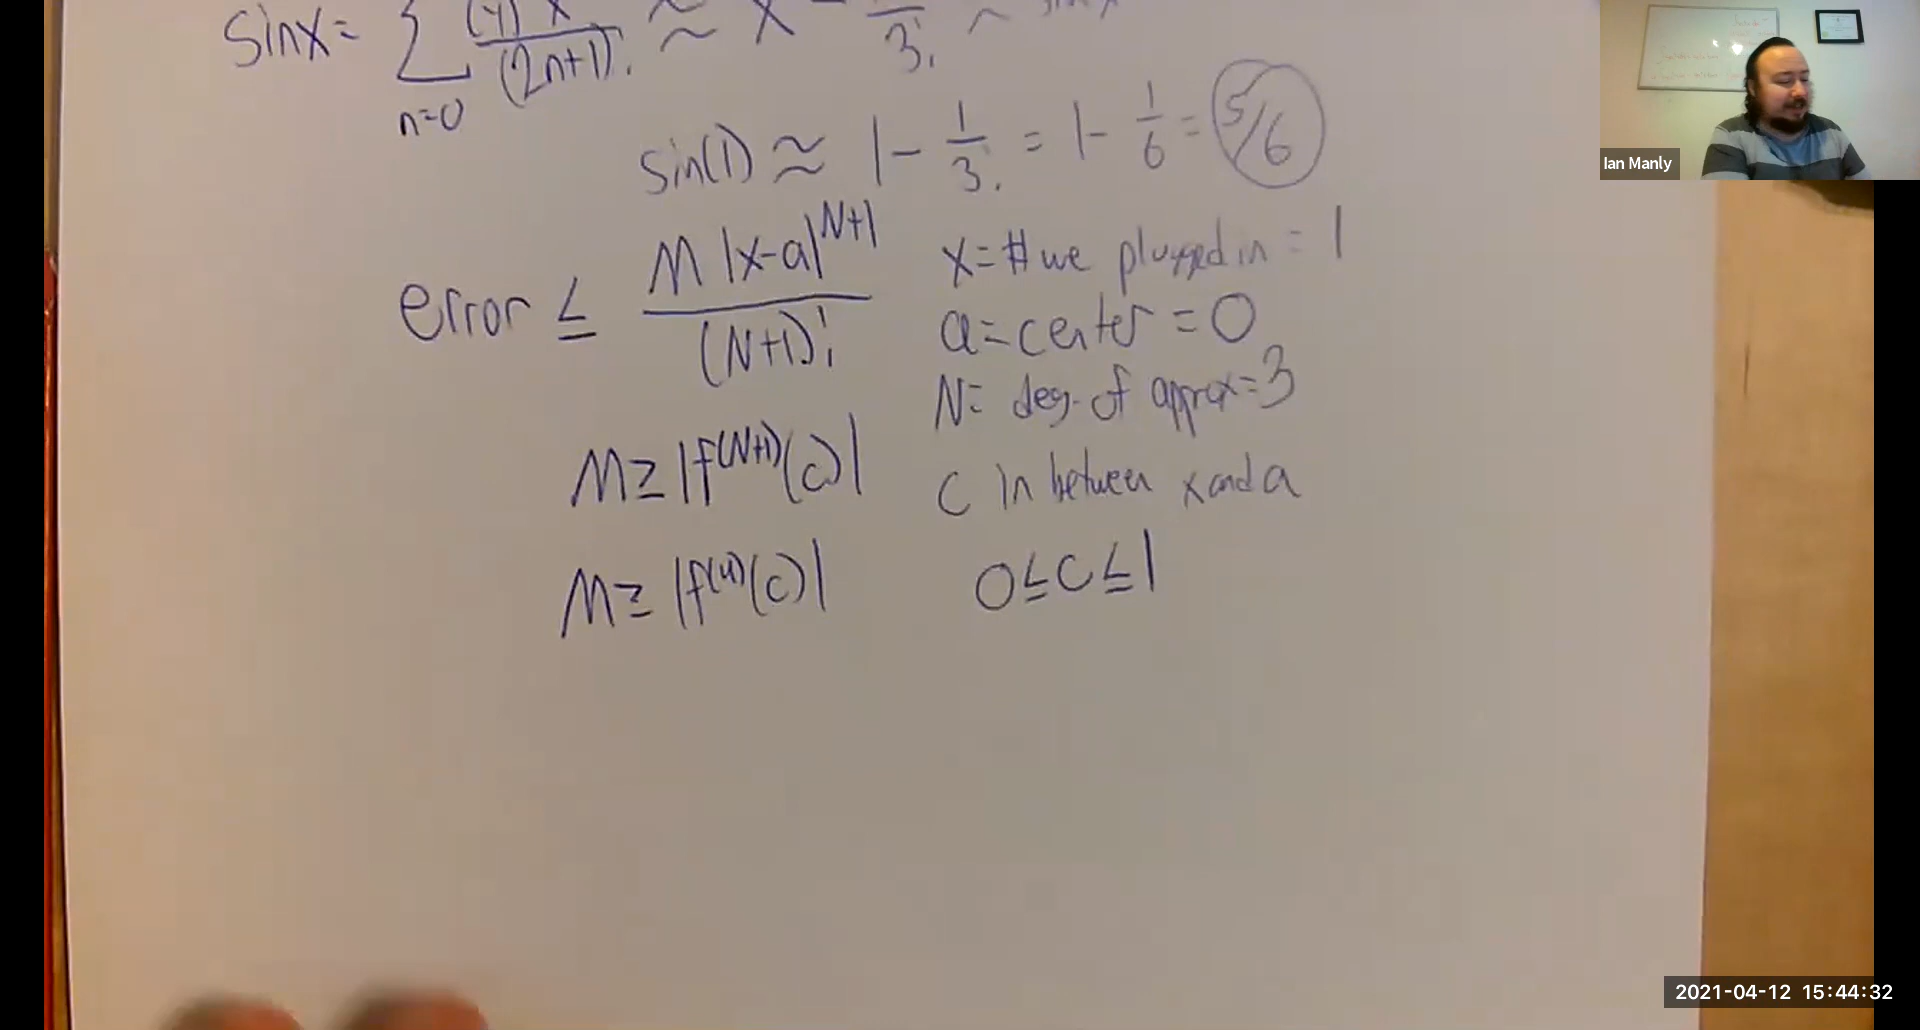 sinx = ∑ n=0 (-1) x / (2n+1)! ≈ x - / 3! ~ sinx
sin(1) ≈ 1 - 1/3! = 1 - 1/6 = 5/6
error ≤ M |x-a|^(N+1) / (N+1)!
x = # we plugged in = 1
a = center = 0
N = deg. of approx = 3
M ≥ |f^(N+1)(c)|
c in between x and a
M ≥ |f^(4)(c)|
0 ≤ c ≤ 1
Ian Manly
2021-04-12 15:44:32